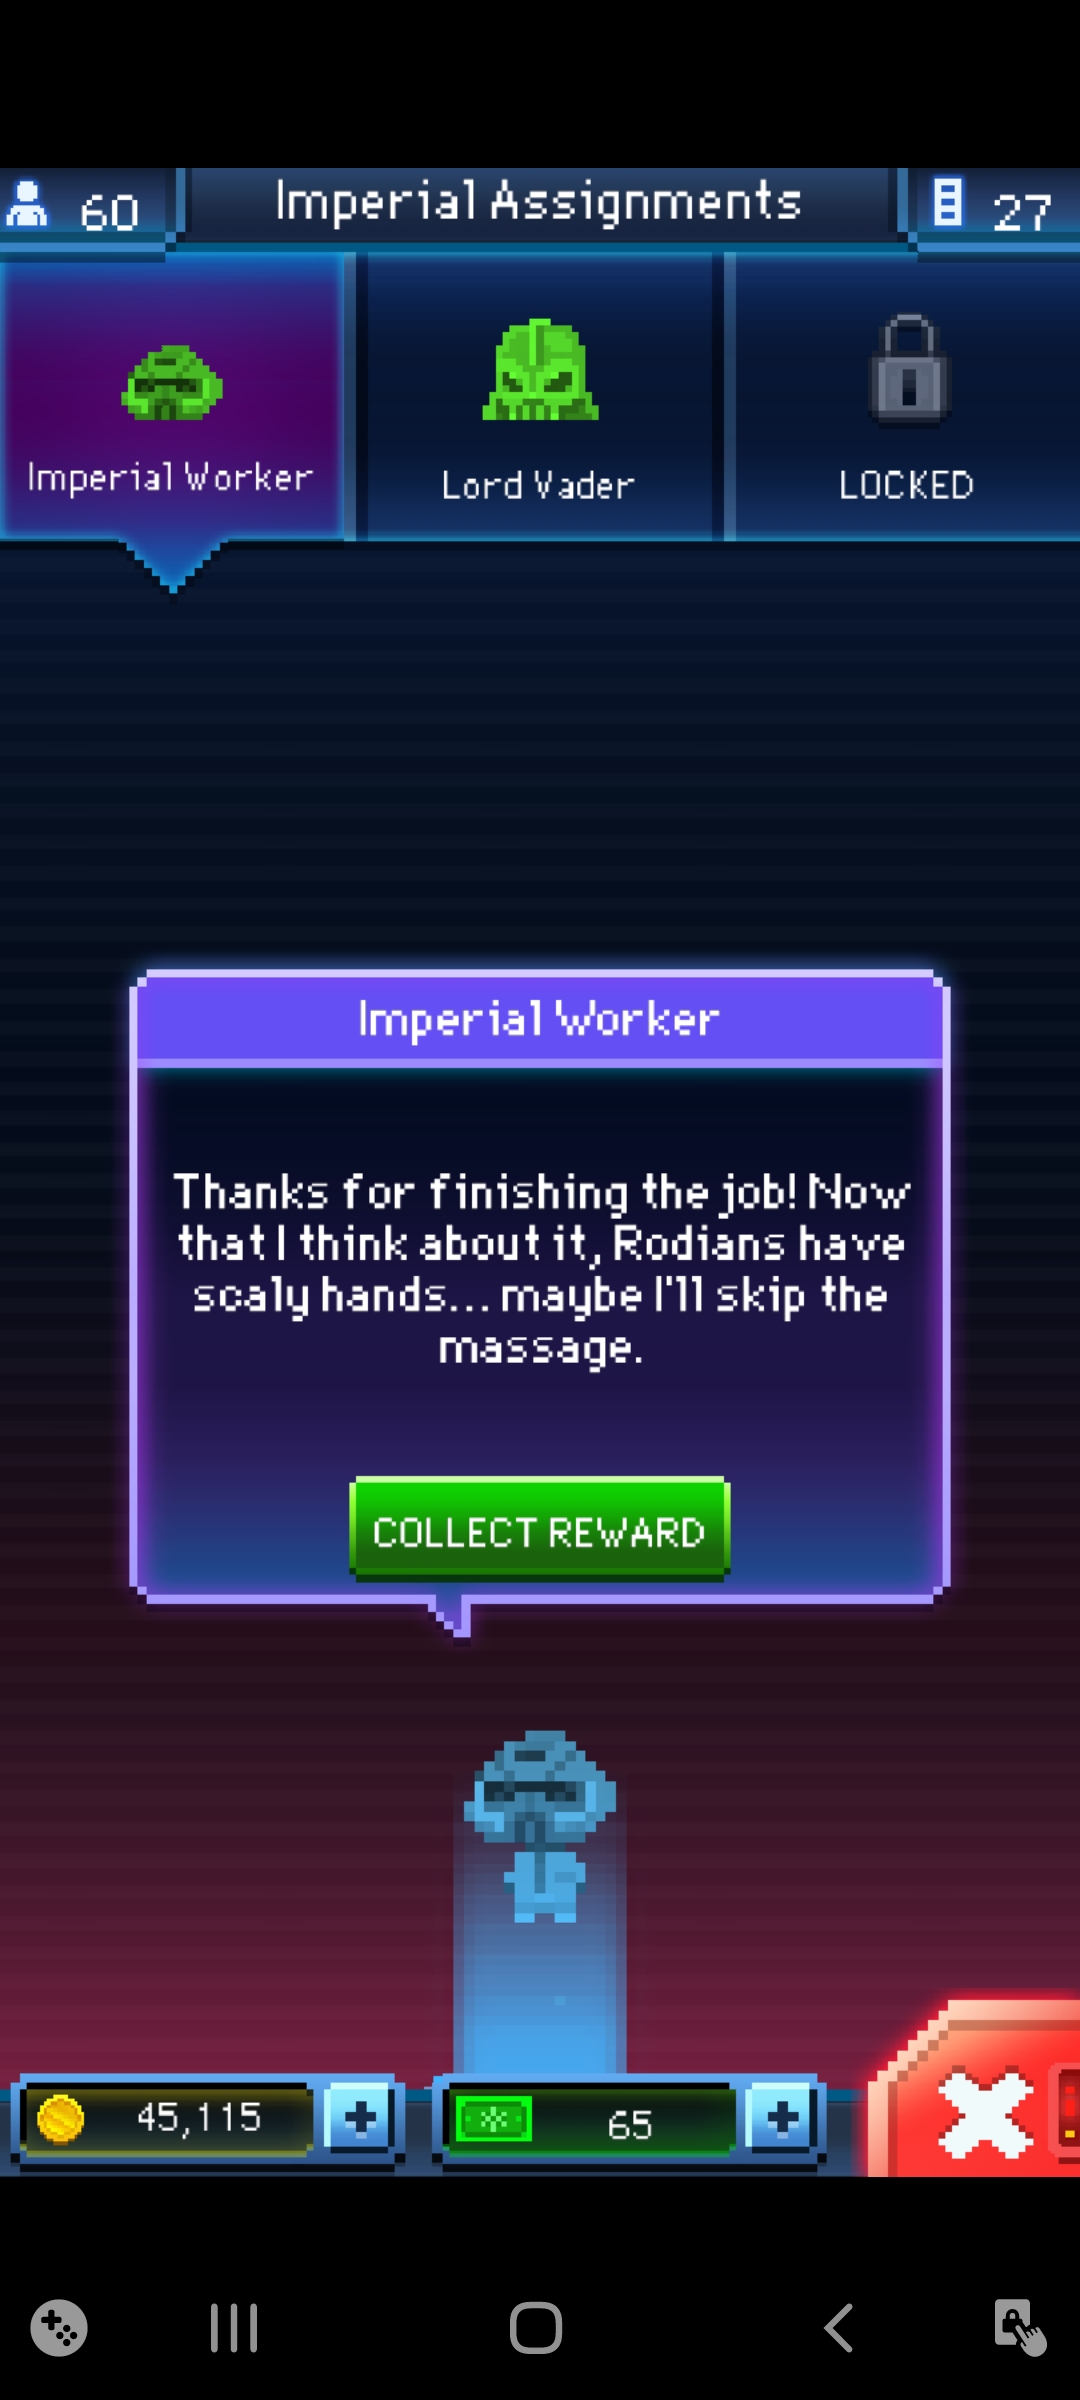 60
Imperial Assignments
27
Imperial Worker
Lord Vader
LOCKED
Imperial Worker
Thanks for finishing the job! Now
that I think about it, Rodians have
scaly hands... maybe I'll skip the
massage.
COLLECT REWARD
45,115
65